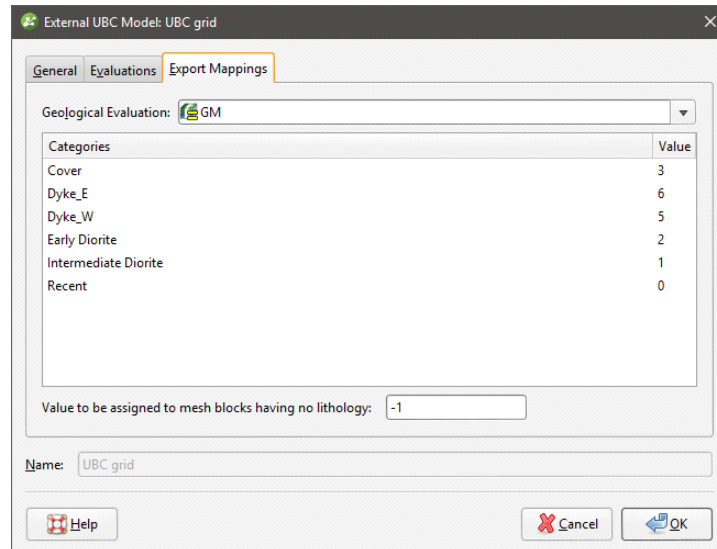 External UBC Model: UBC grid
General Evaluations Export Mappings
Geological Evaluation: GM
Categories Value
Cover 3
Dyke_E 6
Dyke_W 5
Early Diorite 2
Intermediate Diorite 1
Recent 0
Value to be assigned to mesh blocks having no lithology: -1
Name: UBC grid
Help Cancel OK